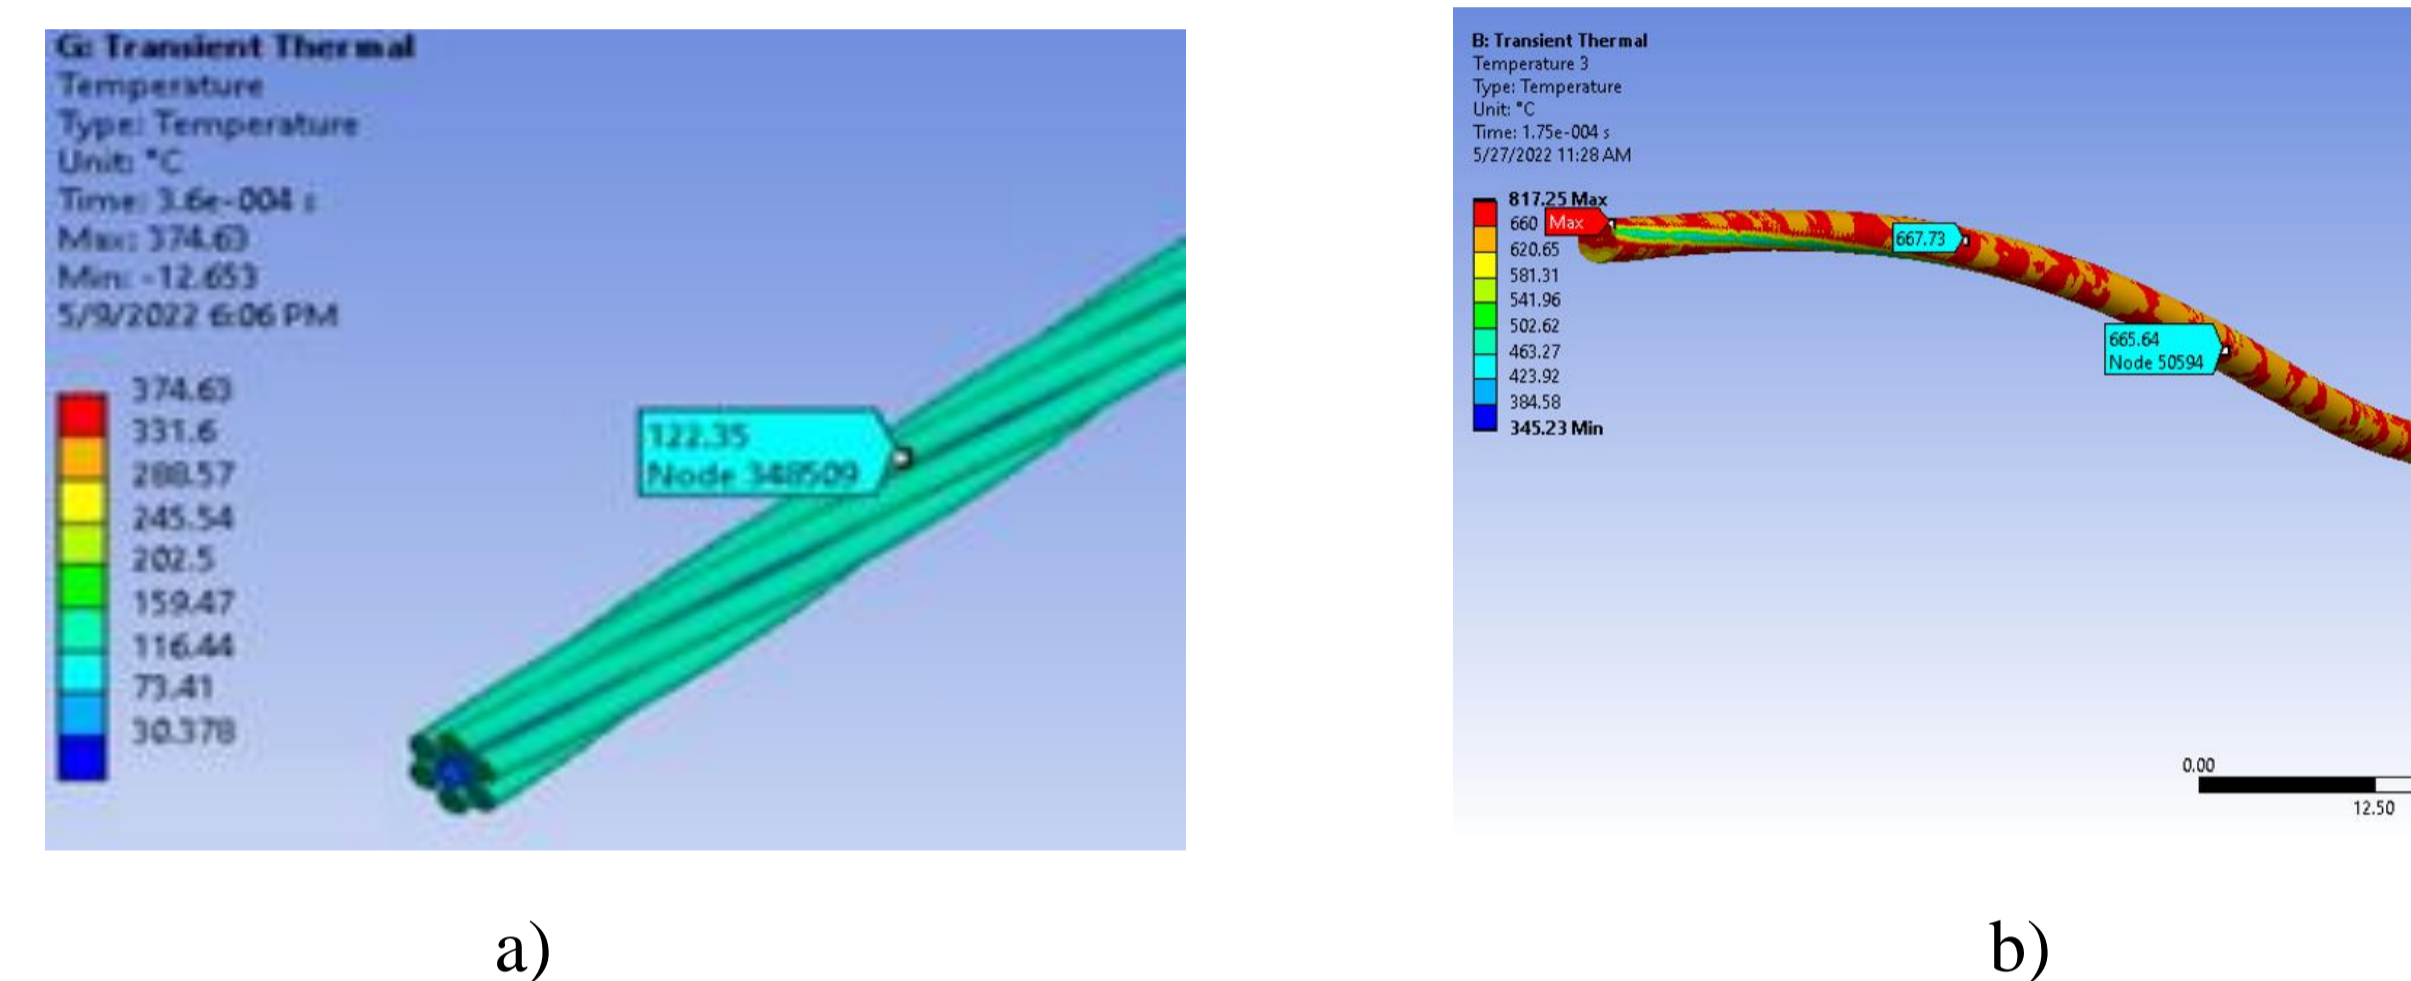 G: Transient Thermal
Temperature
Type: Temperature
Unit: °C
Time: 3.6e-004 s
Max: 374.63
Min: -12.653
5/9/2022 6:06 PM
374.63
331.6
288.57
245.54
202.5
159.47
116.44
73.41
30.378
122.35
Node 348509
a)
B: Transient Thermal
Temperature 3
Type: Temperature
Unit: °C
Time: 1.75e-004 s
5/27/2022 11:28 AM
817.25 Max
660
620.65
581.31
541.96
502.62
463.27
423.92
384.58
345.23 Min
Max
667.73
665.64
Node 50594
0.00
12.50
b)